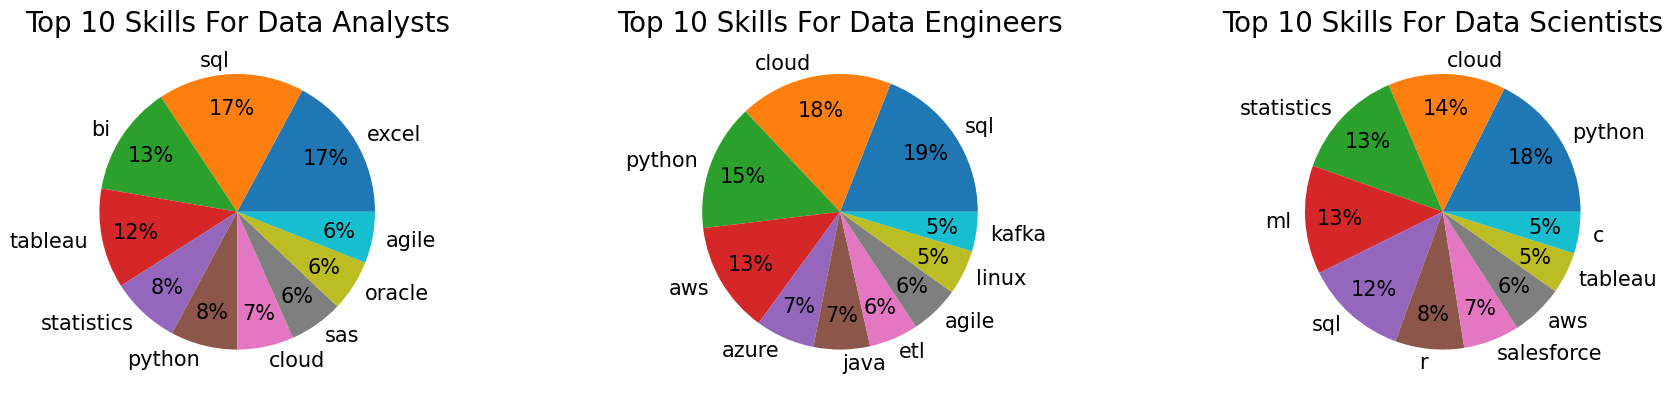 Top 10 Skills For Data Analysts
excel
17%
sql
17%
bi
13%
tableau
12%
statistics
8%
python
8%
cloud
7%
sas
6%
oracle
6%
agile
6%
Top 10 Skills For Data Engineers
sql
19%
cloud
18%
python
15%
aws
13%
azure
7%
java
7%
etl
6%
agile
6%
linux
5%
kafka
5%
Top 10 Skills For Data Scientists
python
18%
cloud
14%
statistics
13%
ml
13%
sql
12%
r
8%
salesforce
7%
aws
6%
tableau
5%
c
5%